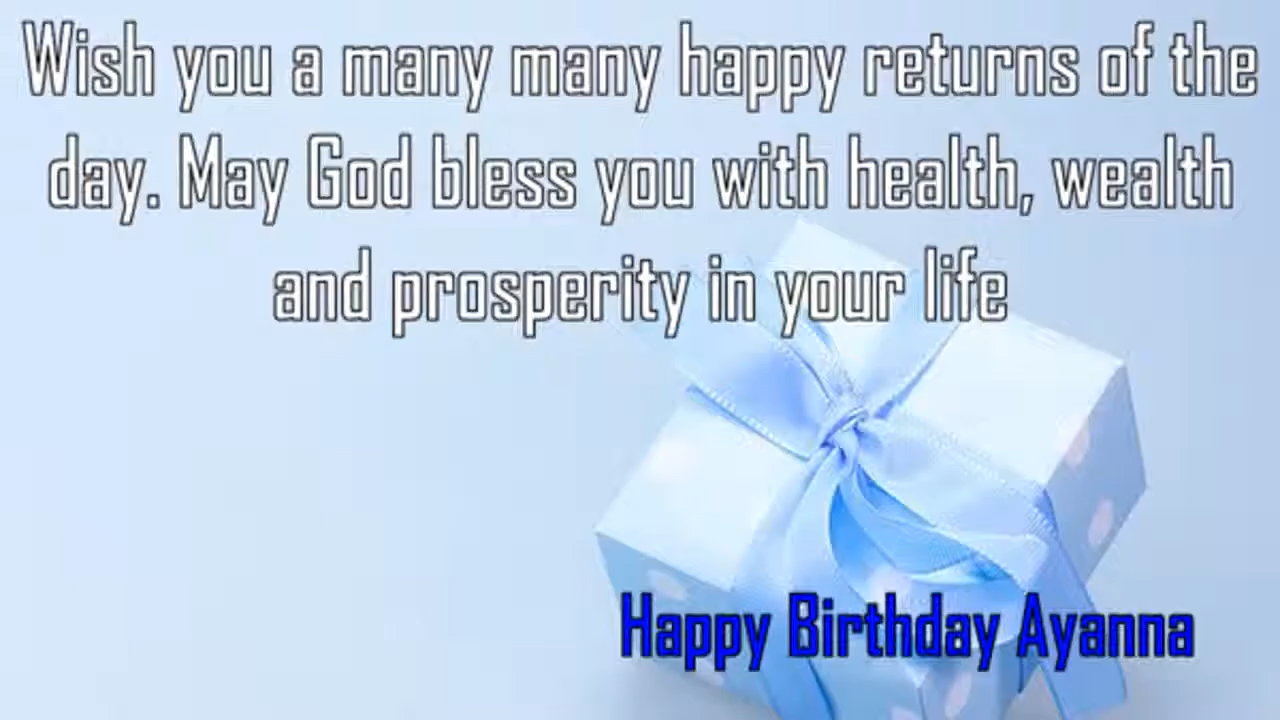 Wish you a many many happy returns of the
day. May God bless you with health, wealth
and prosperity in your life
Happy Birthday Ayanna